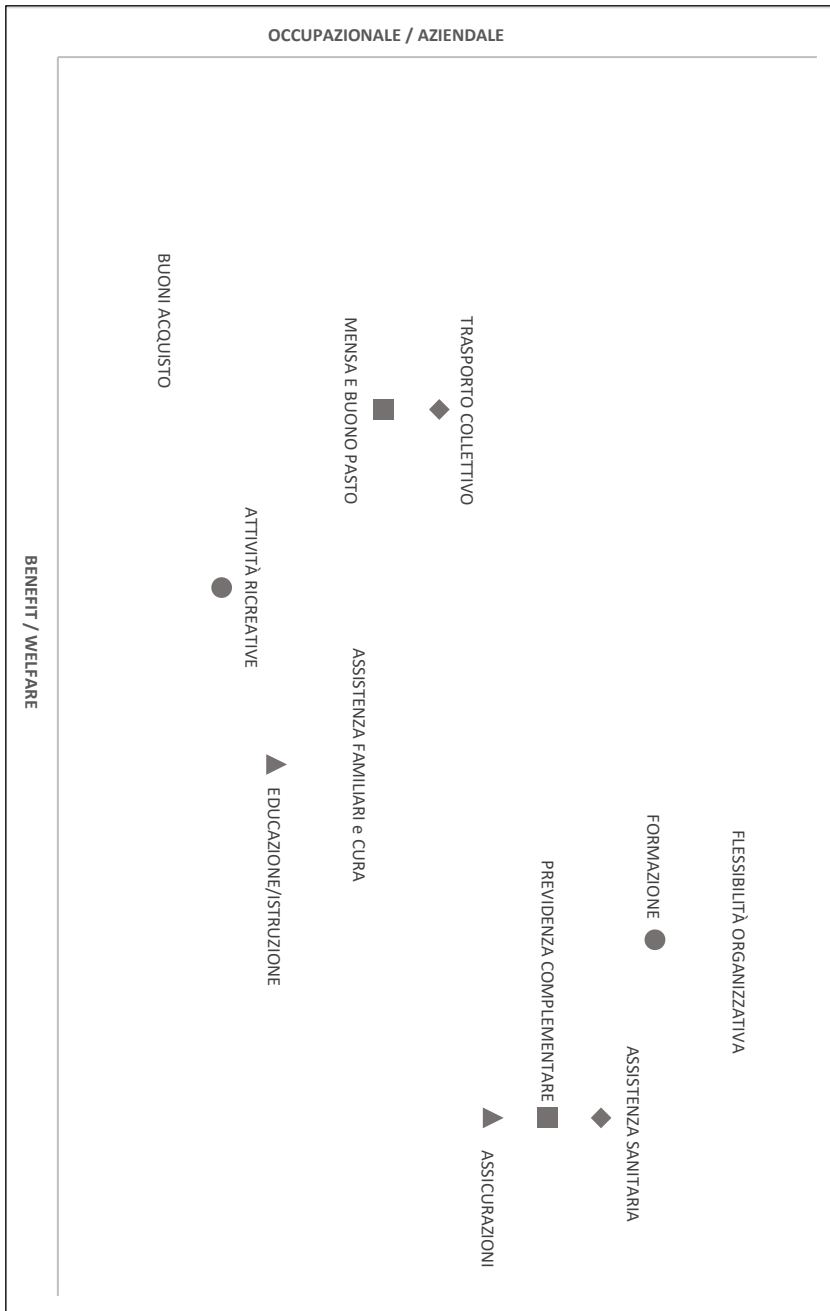 OCCUPAZIONALE / AZIENDALE
FLESSIBILITÀ ORGANIZZATIVA
FORMAZIONE
ASSISTENZA SANITARIA
PREVIDENZA COMPLEMENTARE
ASSICURAZIONI
TRASPORTO COLLETTIVO
MENSA E BUONO PASTO
ASSISTENZA FAMILIARI e CURA
EDUCAZIONE/ISTRUZIONE
ATTIVITÀ RICREATIVE
BUONI ACQUISTO
BENEFIT / WELFARE